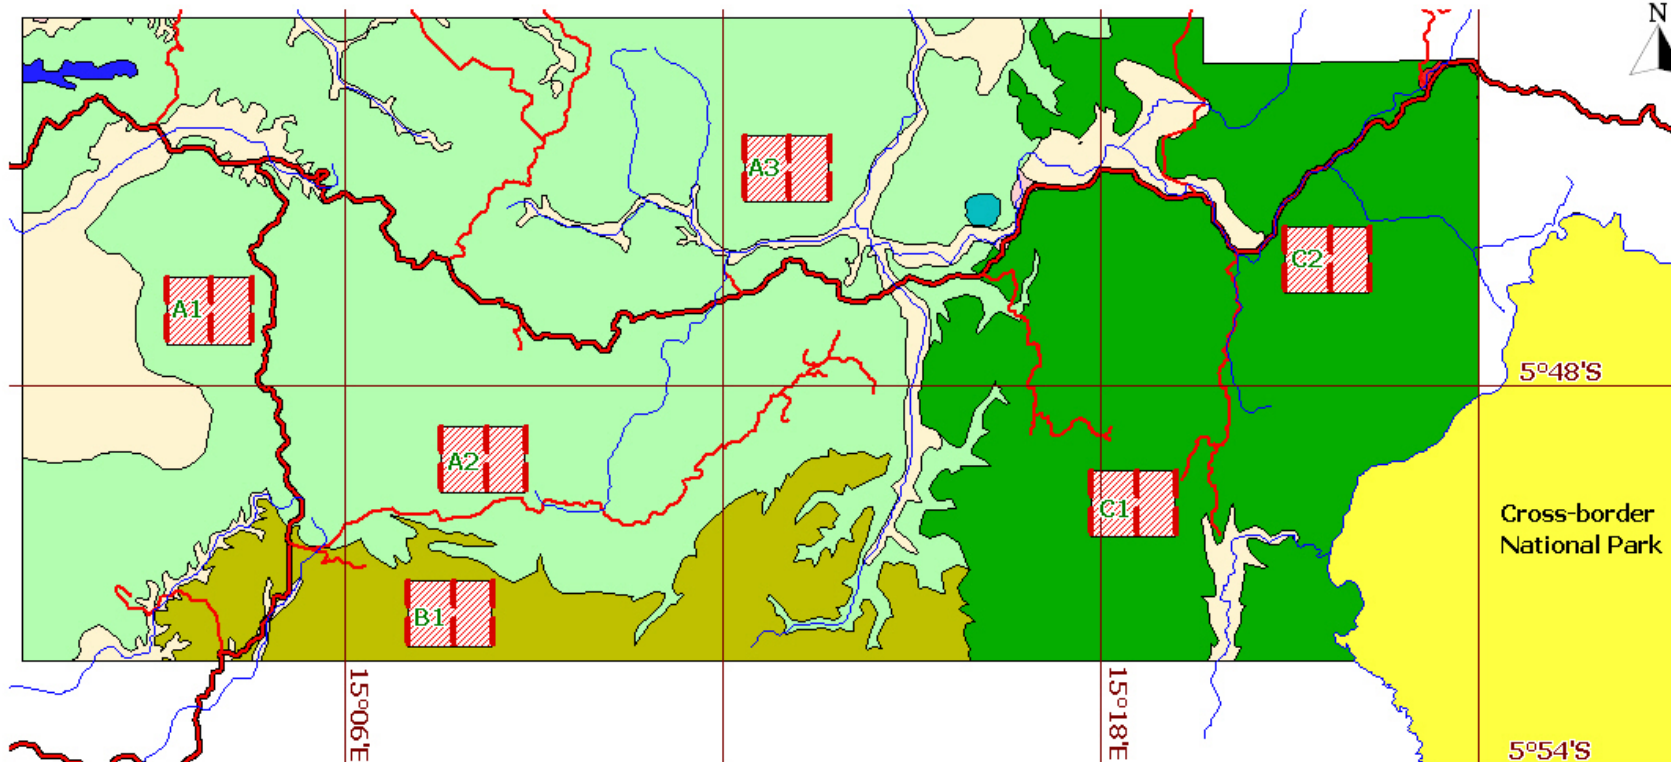 N
A3
C2
A1
5°48'S
A2
C1
Cross-border
National Park
B1
15°06'E
15°18'E
5°54'S